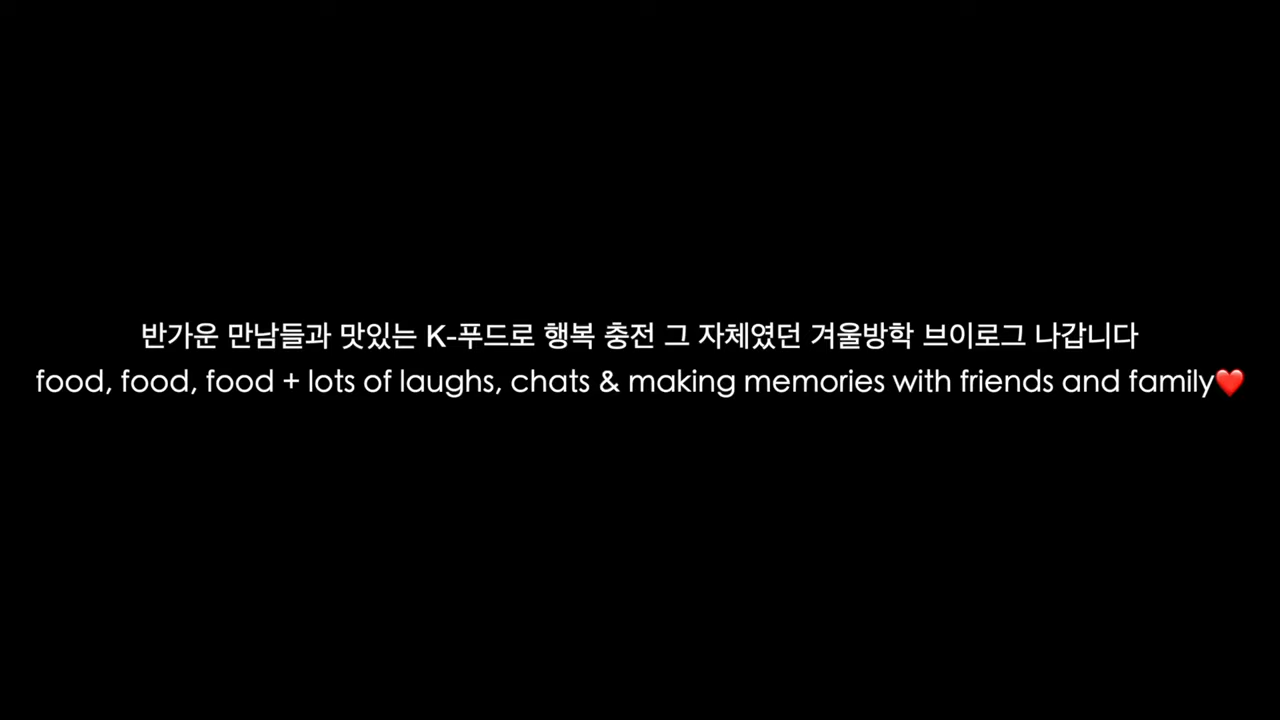 반가운 만남들과 맛있는 K-푸드로 행복 충전 그 자체였던 겨울방학 브이로그 나갑니다
food, food, food + lots of laughs, chats & making memories with friends and family❤️